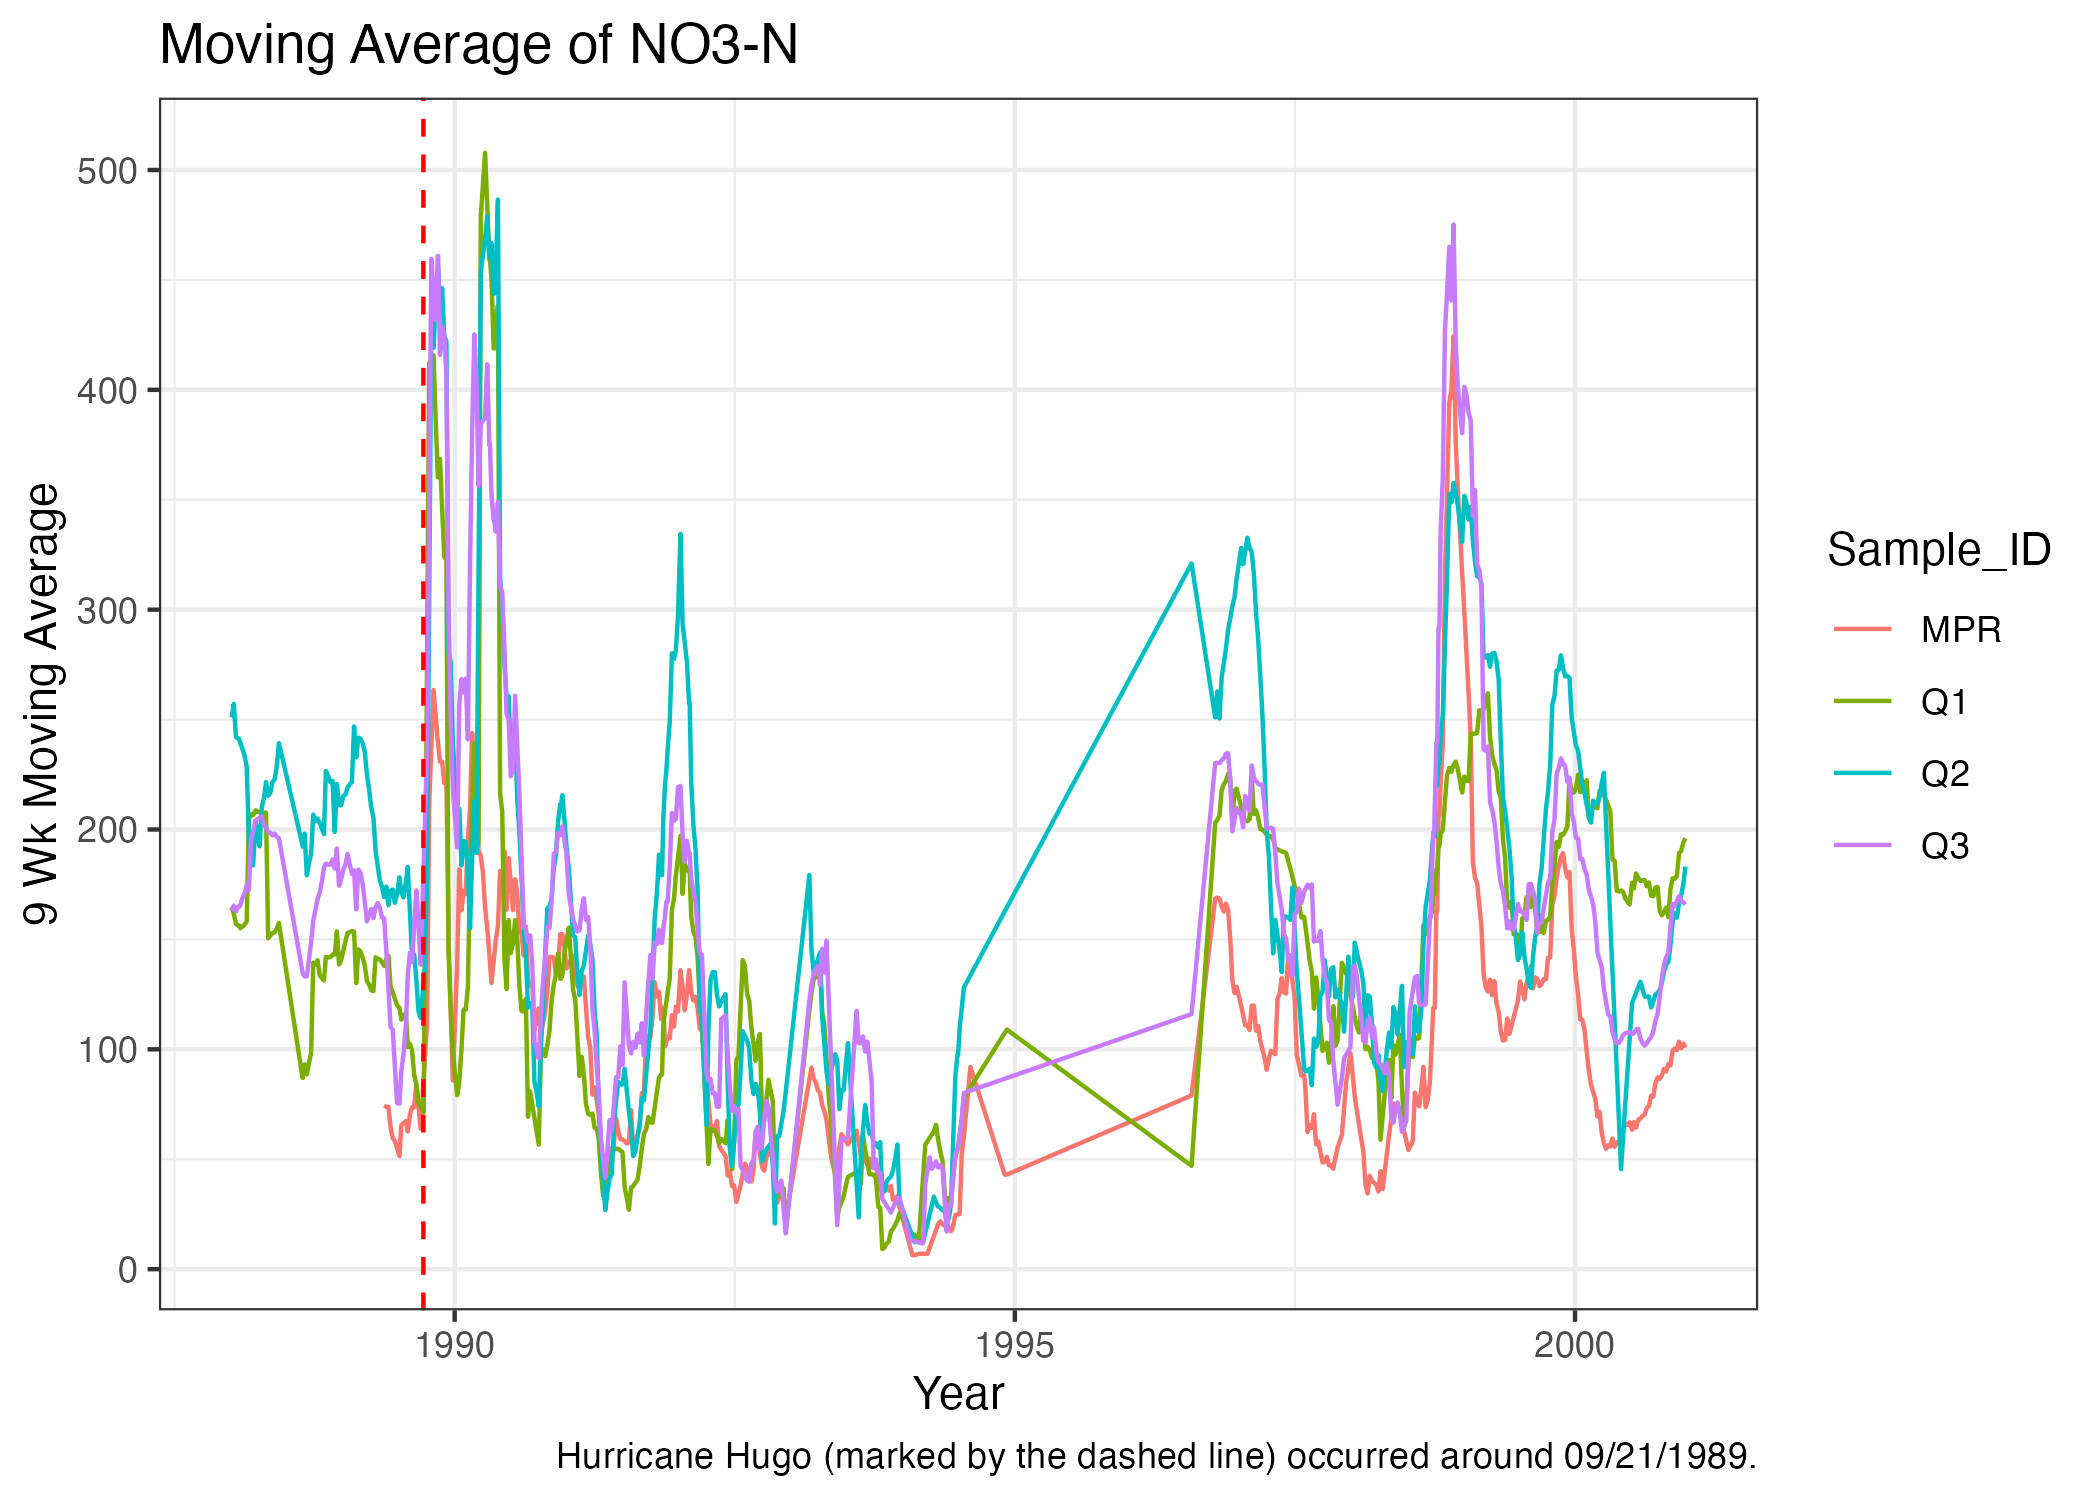 Moving Average of NO3-N
9 Wk Moving Average
500
400
300
200
100
0
1990
1995
2000
Year
Sample_ID
MPR
Q1
Q2
Q3
Hurricane Hugo (marked by the dashed line) occurred around 09/21/1989.